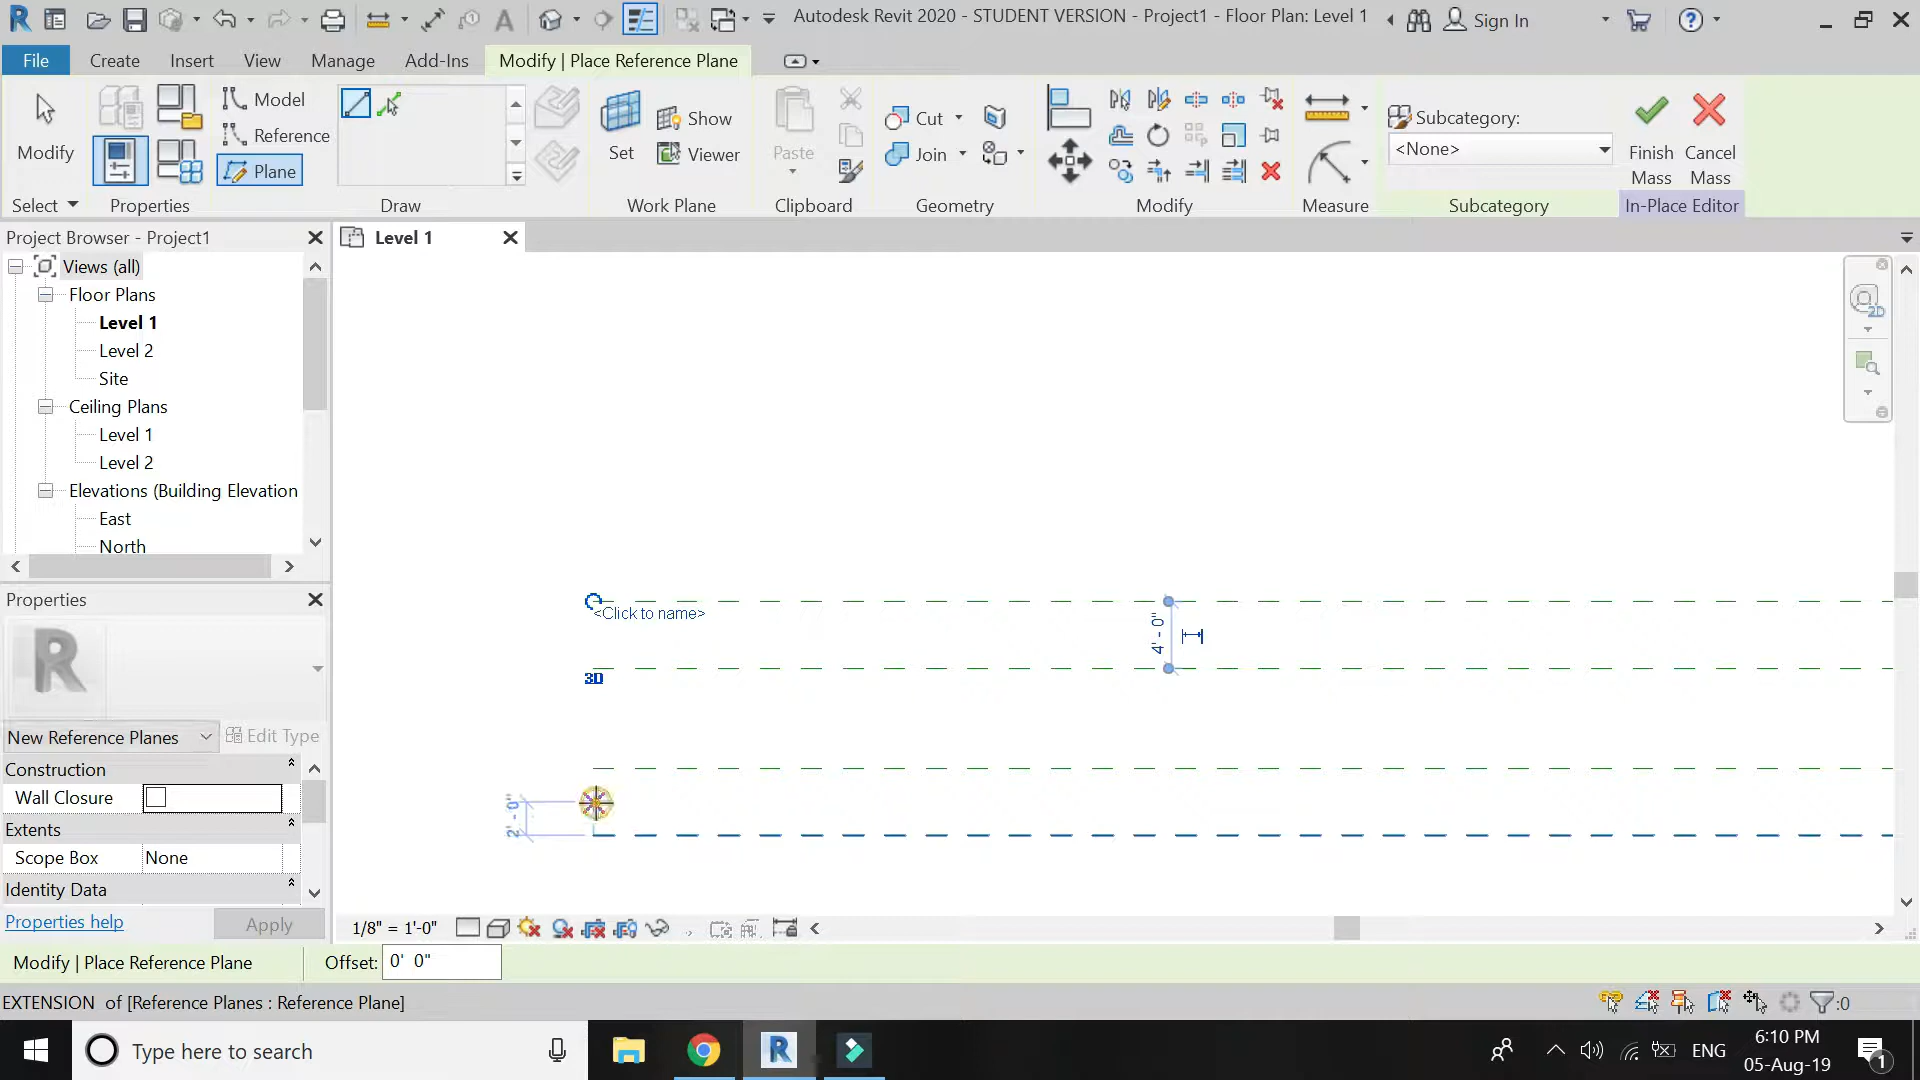 Autodesk Revit 2020 - STUDENT VERSION - Project1 - Floor Plan: Level 1
Sign In
File
Create
Insert
View
Manage
Add-Ins
Modify | Place Reference Plane
Modify
Model
Reference
Plane
Set
Show
Viewer
Paste
Cut
Join
Subcategory:
<None>
Finish Mass
Cancel Mass
Select
Properties
Draw
Work Plane
Clipboard
Geometry
Modify
Measure
Subcategory
In-Place Editor
Project Browser - Project1
Level 1
Views (all)
Floor Plans
Level 1
Level 2
Site
Ceiling Plans
Level 1
Level 2
Elevations (Building Elevation
East
North
2D
<Click to name>
4' - 0"
3D
2' - 0"
Properties
New Reference Planes
Edit Type
Construction
Wall Closure
Extents
Scope Box
None
Identity Data
Properties help
Apply
1/8" = 1'-0"
Modify | Place Reference Plane
Offset:
0' 0"
EXTENSION of [Reference Planes : Reference Plane]
:0
Type here to search
ENG
6:10 PM
05-Aug-19
1